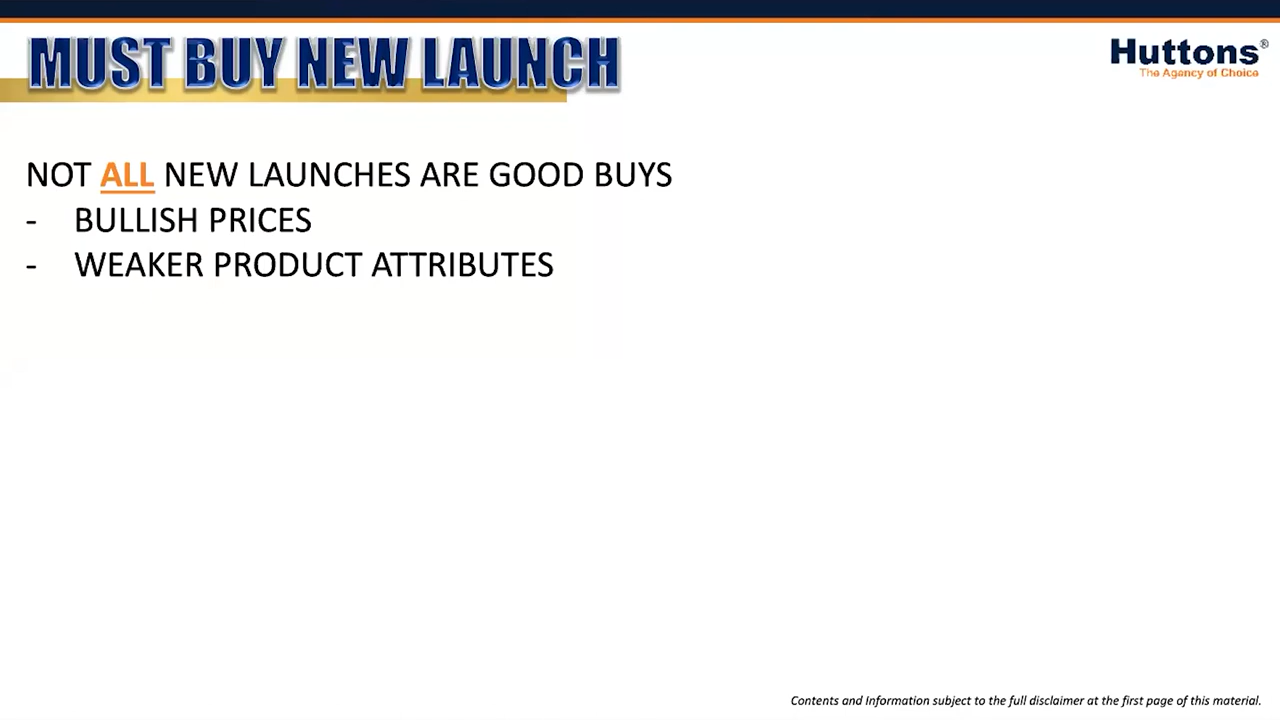 MUST BUY NEW LAUNCH
Huttons®
The Agency of Choice
NOT ALL NEW LAUNCHES ARE GOOD BUYS
- BULLISH PRICES
- WEAKER PRODUCT ATTRIBUTES
Contents and Information subject to the full disclaimer at the first page of this material.